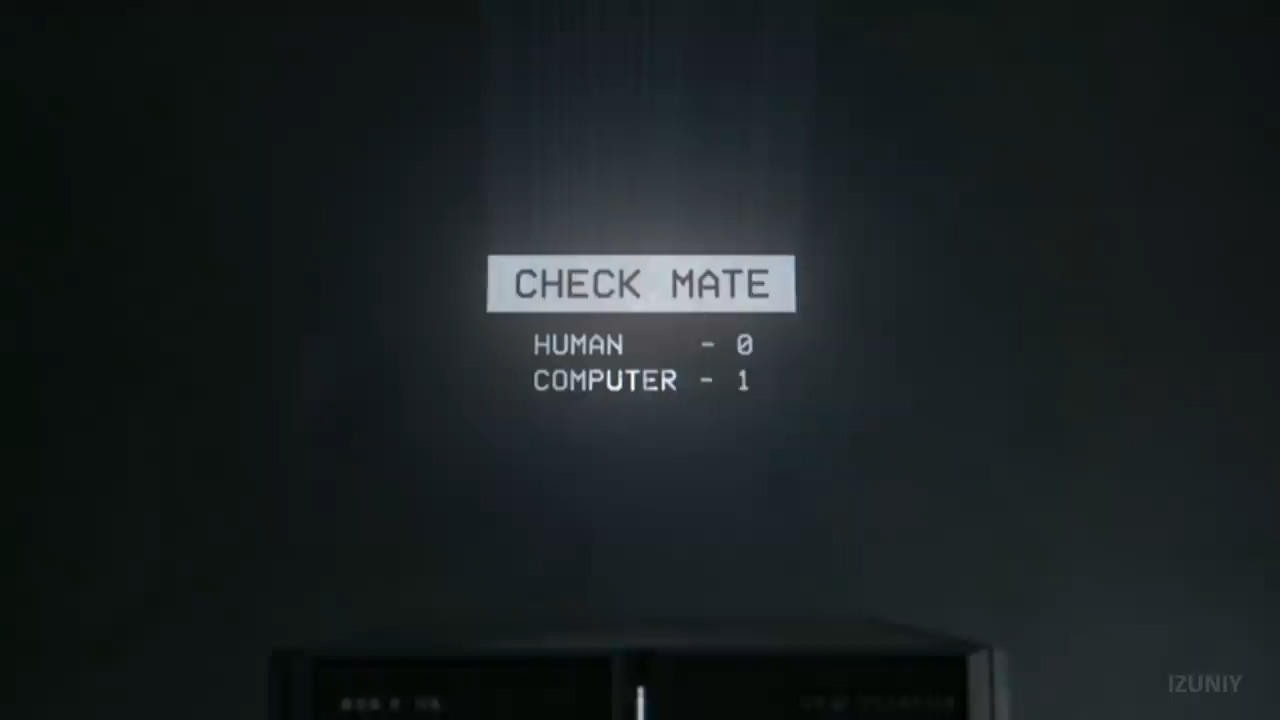 CHECK MATE
HUMAN - 0
COMPUTER - 1
IZUNIY